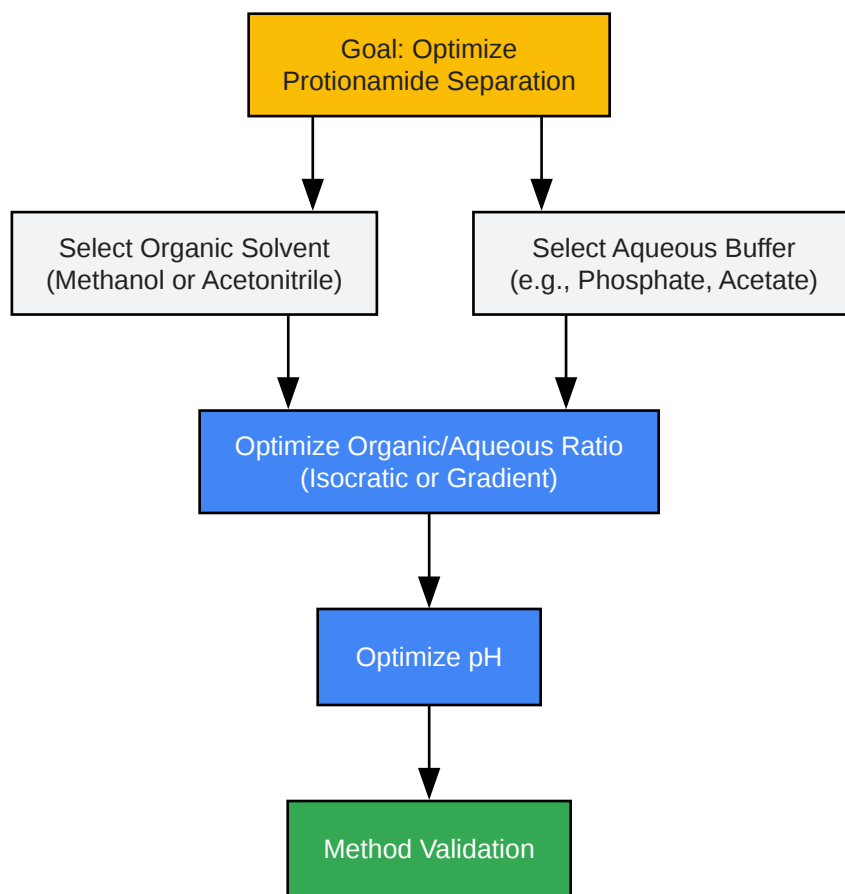 Goal: Optimize
Protionamide Separation
Select Organic Solvent
(Methanol or Acetonitrile)
Select Aqueous Buffer
(e.g., Phosphate, Acetate)
Optimize Organic/Aqueous Ratio
(Isocratic or Gradient)
Optimize pH
Method Validation